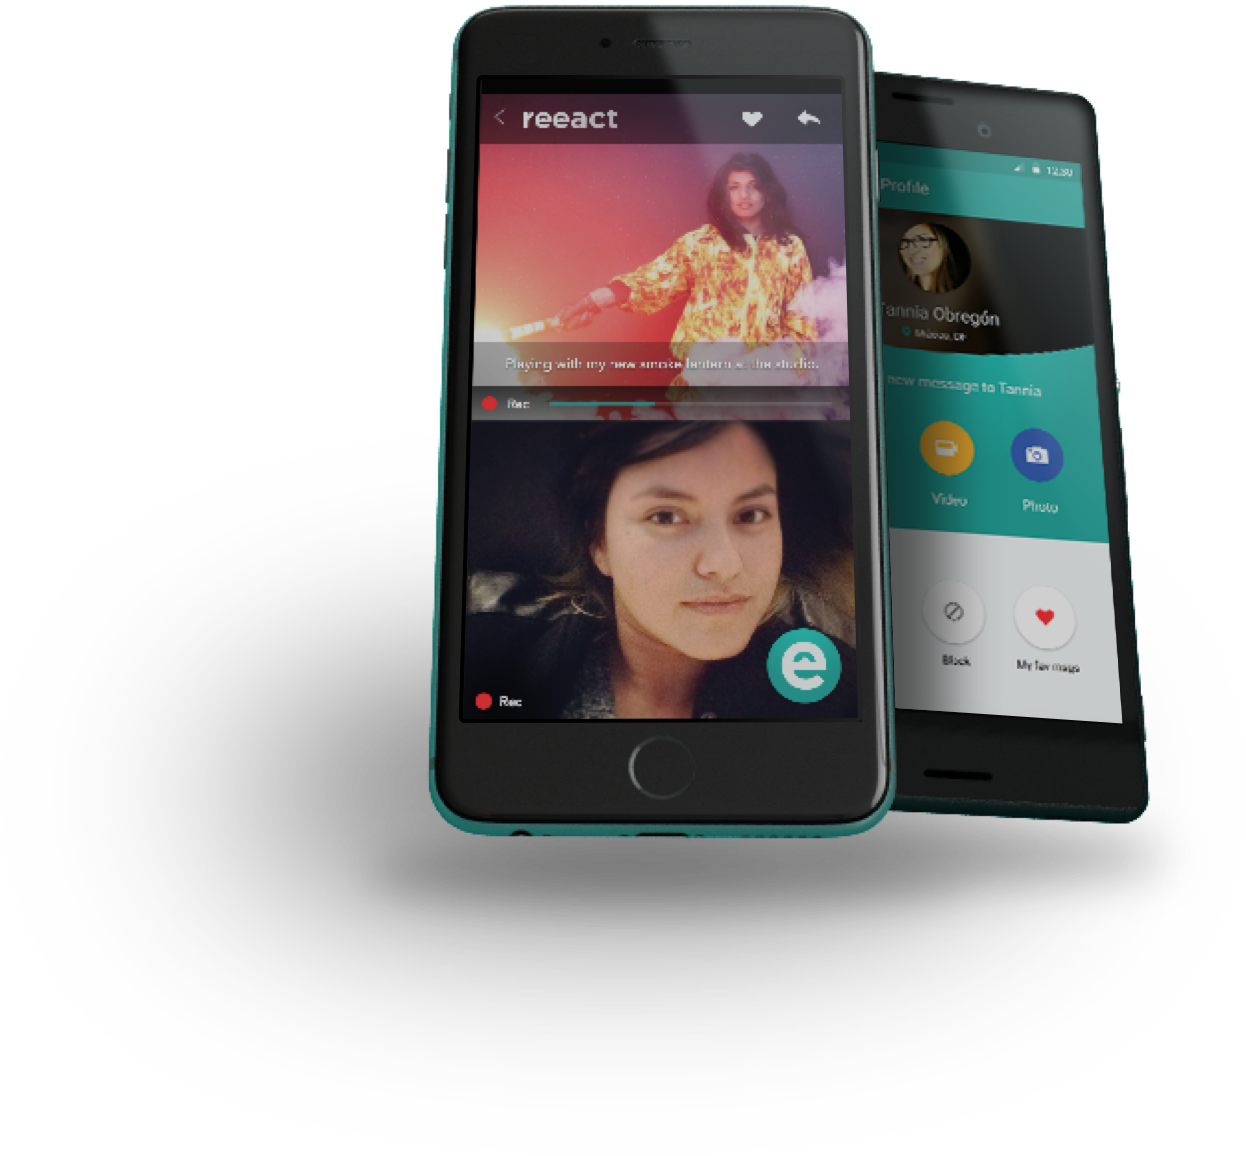 reeact
Playing with my new smoke lantern at the studio.
Rec
e
Rec
12:30
Profile
Tannia Obregón
México, DF
new message to Tannia
Video
Photo
Block
My fav msgs